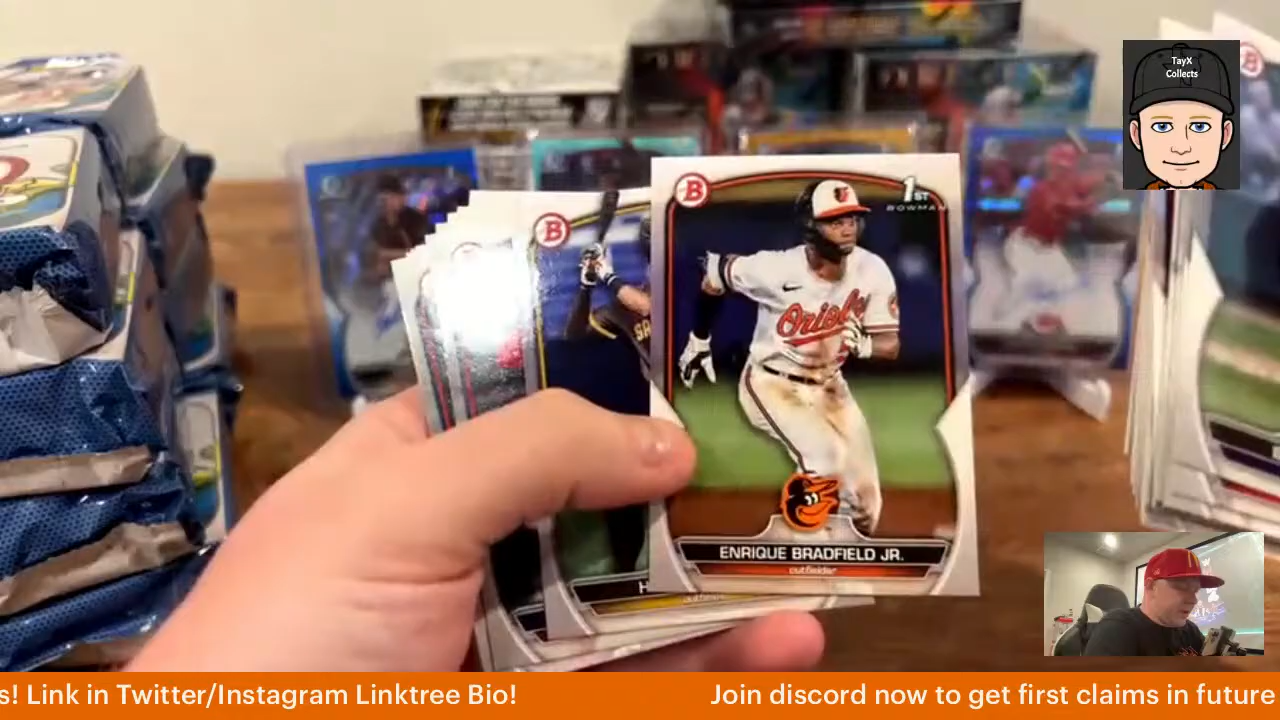 TayX
Collects
B
1ST
BOWMAN
B
Orioles
ENRIQUE BRADFIELD JR.
outfielder
H
s! Link in Twitter/Instagram Linktree Bio!
Join discord now to get first claims in future